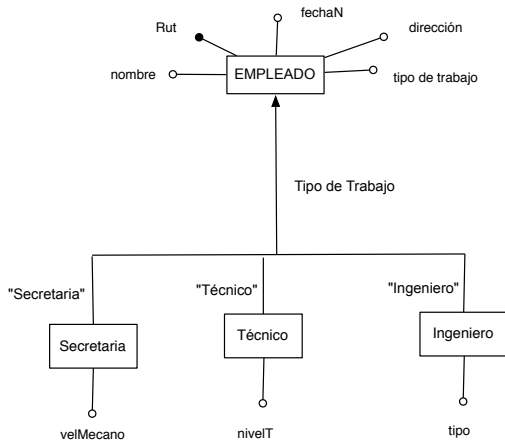 fechaN
Rut
dirección
nombre
EMPLEADO
tipo de trabajo
Tipo de Trabajo
"Secretaria"
"Técnico"
"Ingeniero"
Secretaria
Técnico
Ingeniero
velMecano
nivelT
tipo